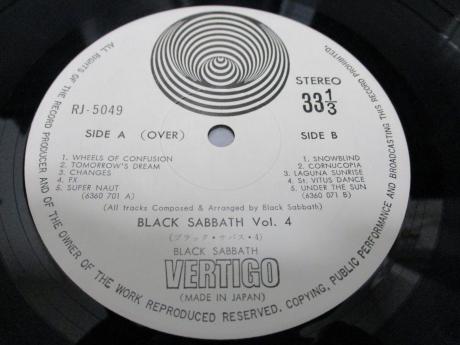 ALL RIGHTS OF THE RECORD PRODUCER AND OF THE OWNER OF THE WORK REPRODUCED RESERVED. COPYING, PUBLIC PERFORMANCE AND BROADCASTING THIS RECORD PROHIBITED.
RJ-5049
STEREO
33 1/3
SIDE A (OVER)
SIDE B
1. WHEELS OF CONFUSION
2. TOMORROW'S DREAM
3. CHANGES
4. FX
5. SUPER NAUT
(6360 701 A)
1. SNOWBLIND
2. CORNUCOPIA
3. LAGUNA SUNRISE
4. St. VITUS DANCE
5. UNDER THE SUN
(6360 071 B)
(All tracks Composed & Arranged by Black Sabbath)
BLACK SABBATH Vol. 4
(ブラック・サバス・4)
BLACK SABBATH
VERTIGO
(MADE IN JAPAN)